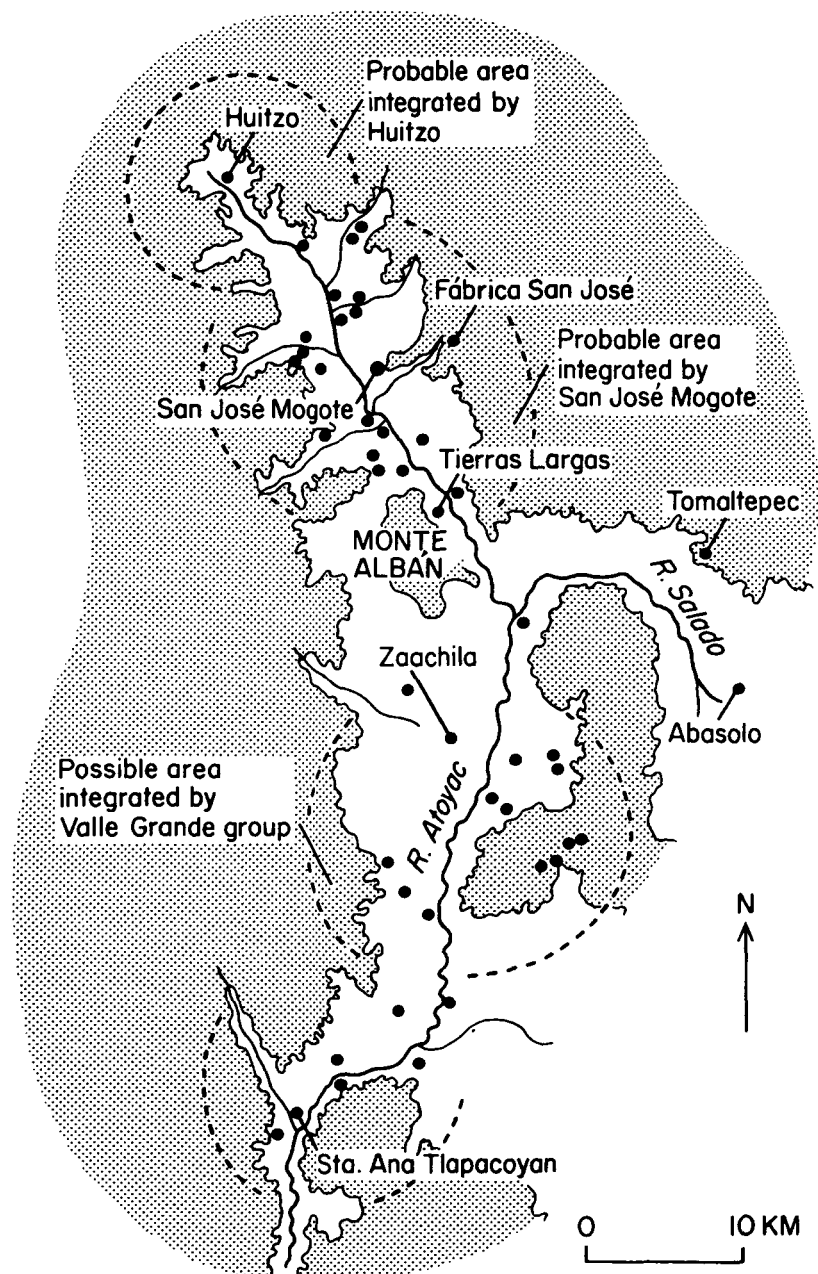 Probable area
integrated by
Huitzo
Huitzo
Fábrica San José
Probable area
integrated by
San José Mogote
San José Mogote
Tierras Largas
Tomaltepec
MONTE
ALBÁN
R. Salado
Zaachila
Abasolo
Possible area
integrated by
Valle Grande group
R. Atoyac
N
Sta. Ana Tlapacoyan
0 10 KM